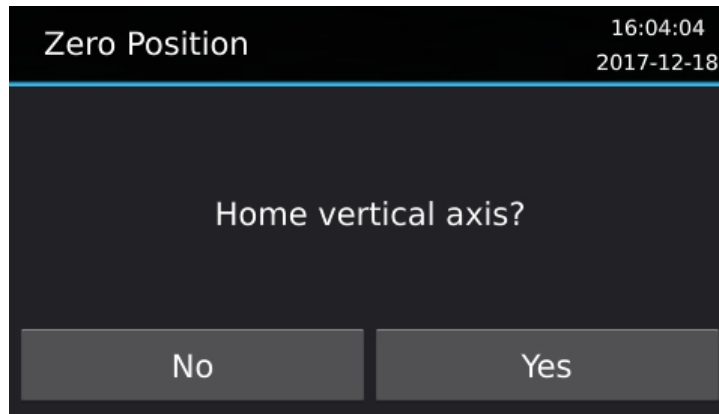 Zero Position
16:04:04
2017-12-18
Home vertical axis?
No
Yes